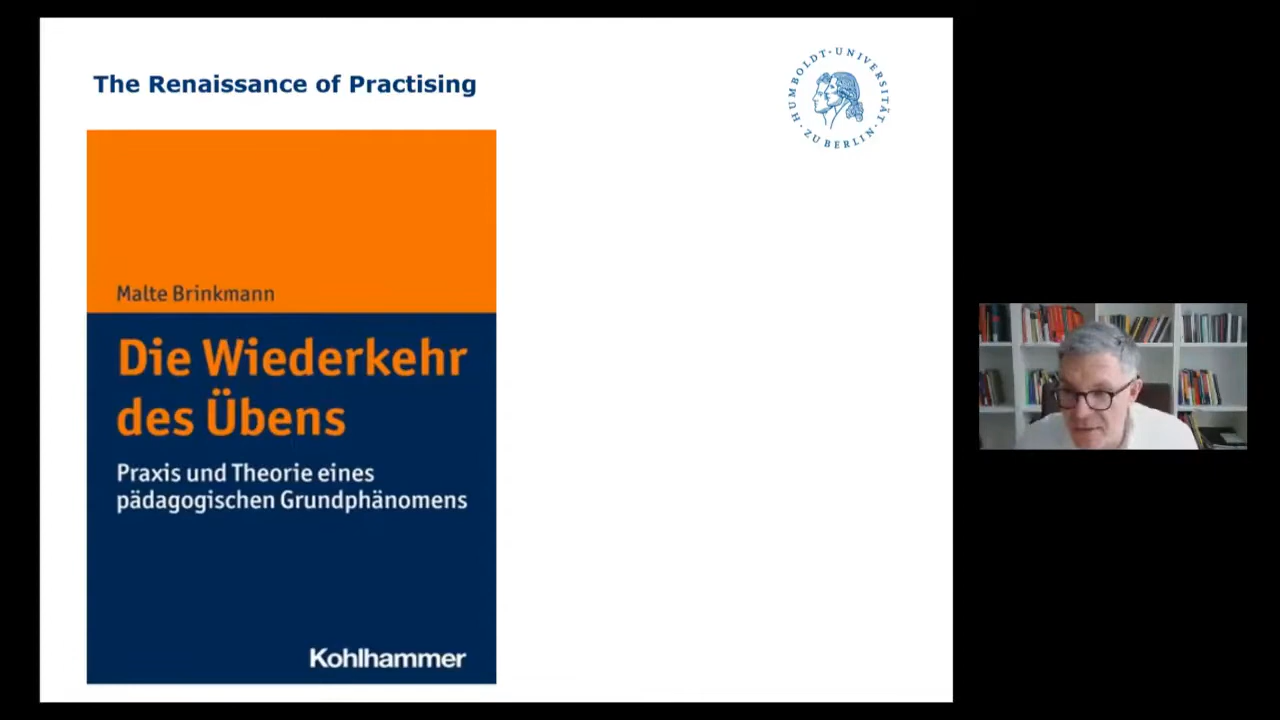 The Renaissance of Practising
HUMBOLDT-UNIVERSITÄT · ZU BERLIN ·
Malte Brinkmann
Die Wiederkehr
des Übens
Praxis und Theorie eines
pädagogischen Grundphänomens
Kohlhammer